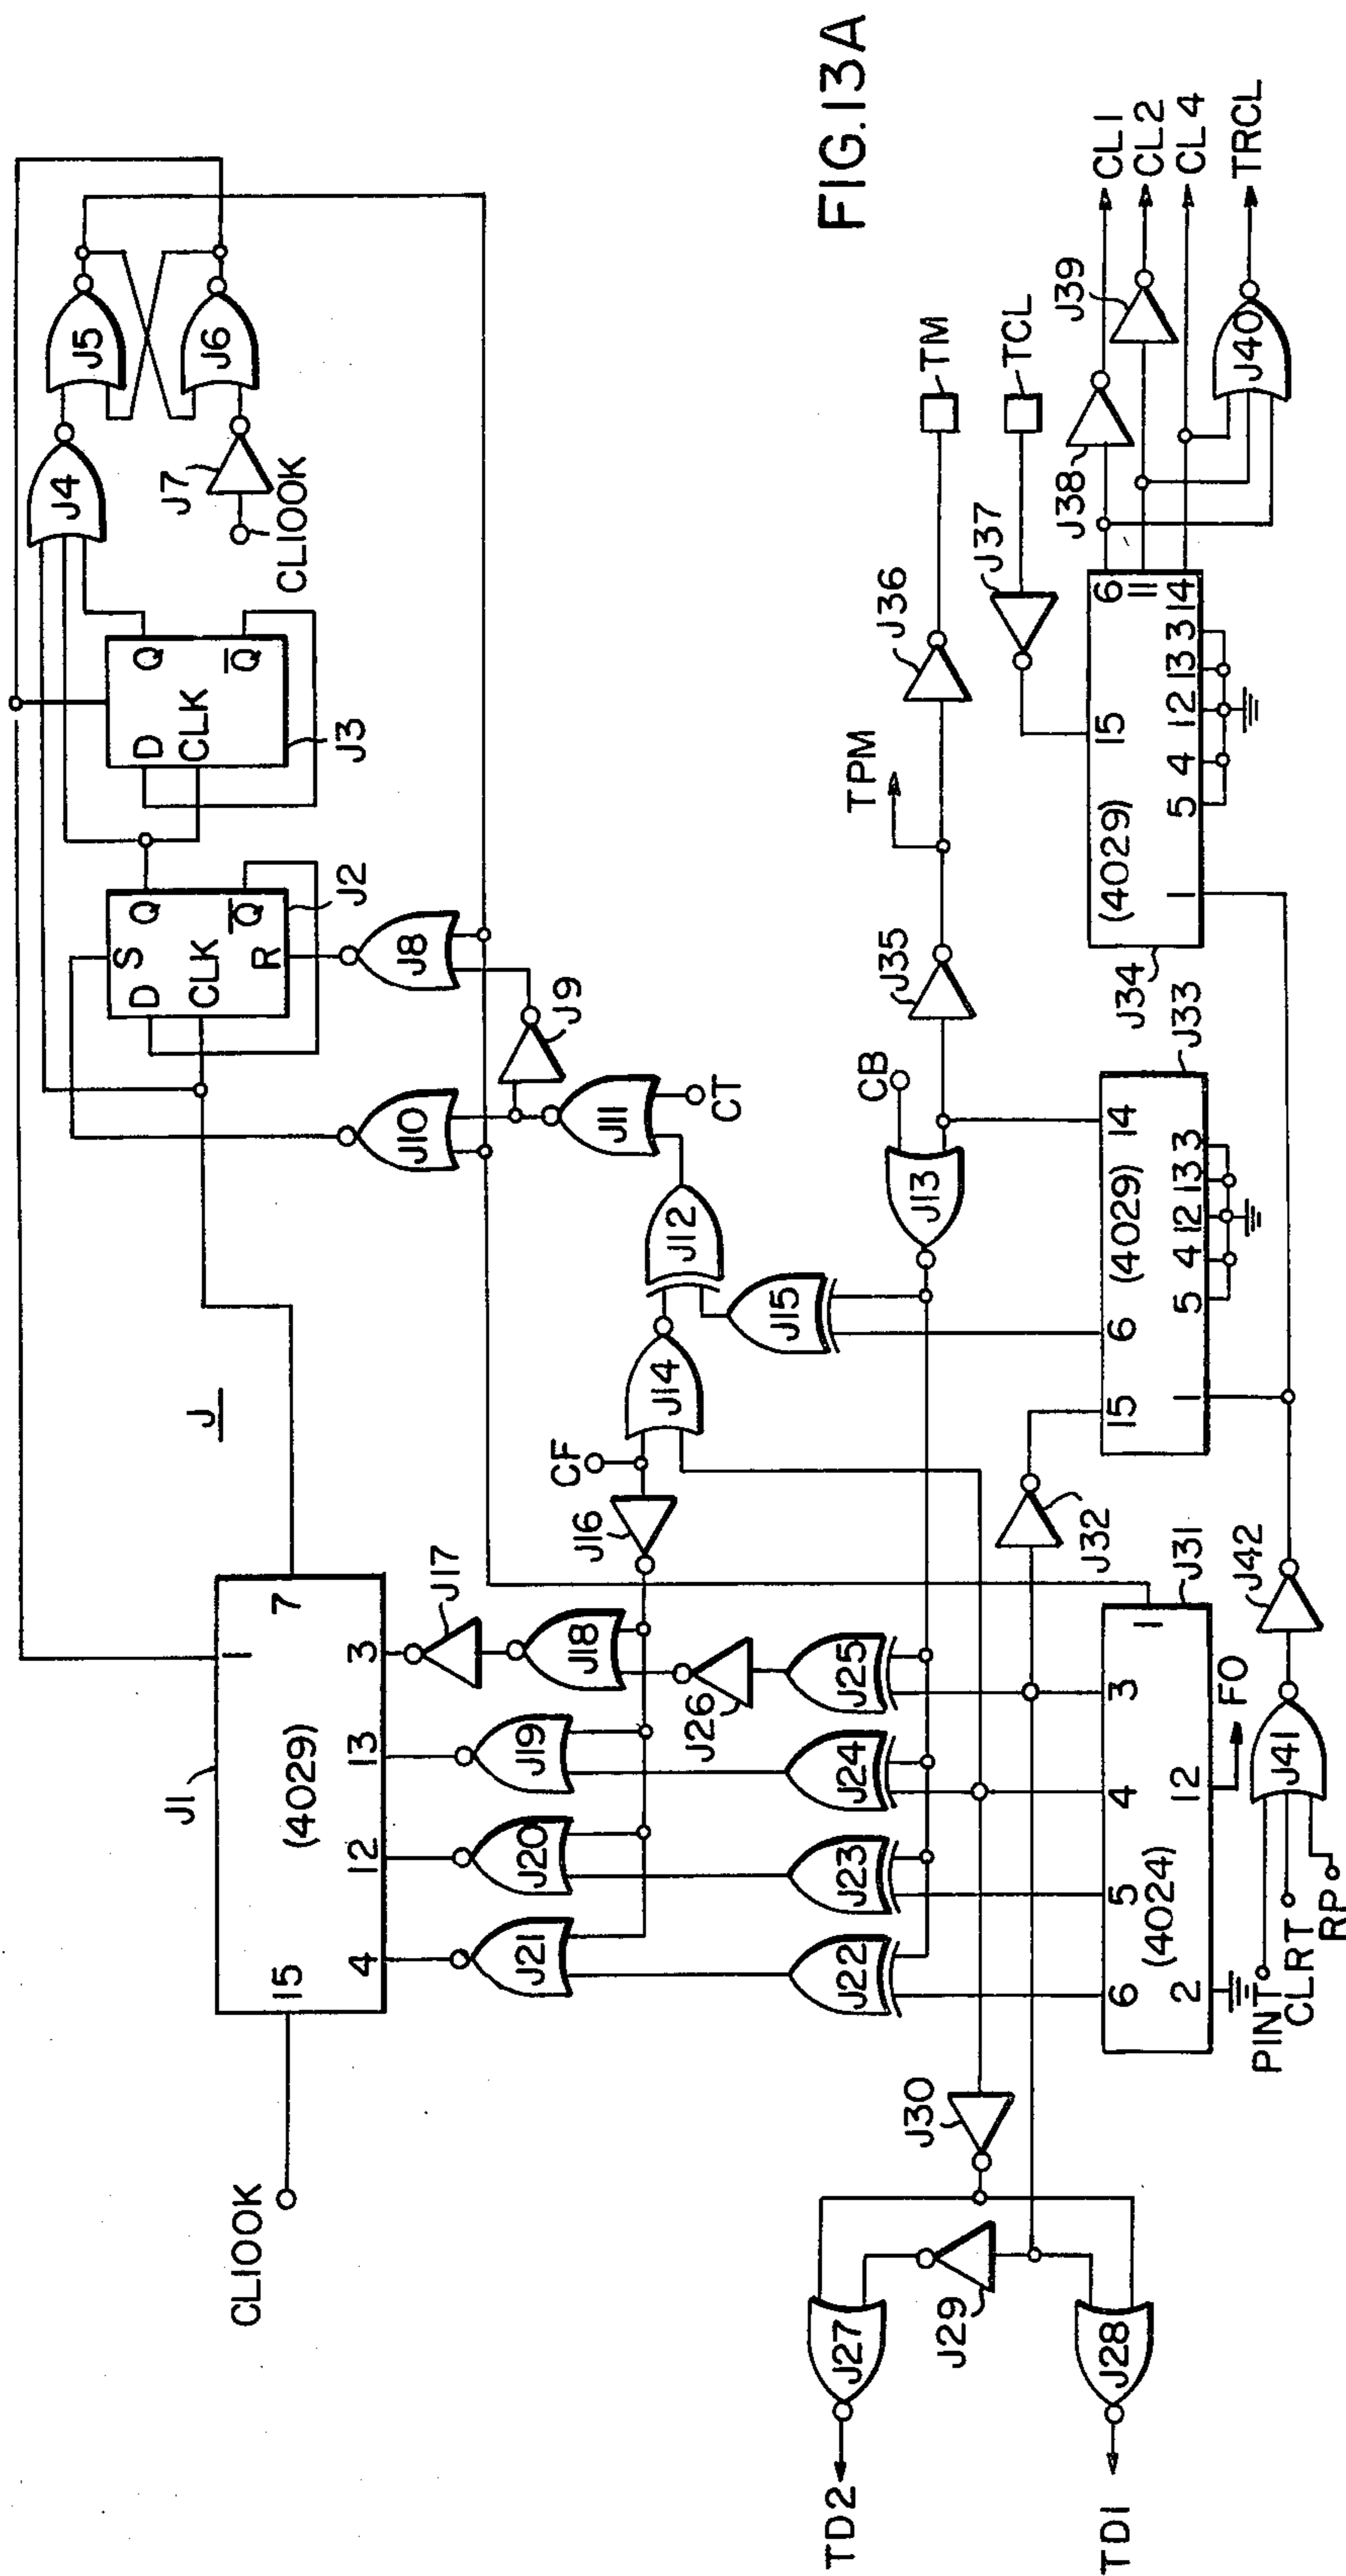 FIG.13A
J
CL100K
J1
(4029)
15
1
7
4
12
13
3
J2
S
D
Q
CLK
Q
R
J3
D
Q
CLK
Q
J4
J5
J6
J7
CL100K
J8
J9
J10
J11
CT
J12
J13
CB
J14
CF
J15
J16
J17
J18
J19
J20
J21
J22
J23
J24
J25
J26
J27
TD2
J28
TD1
J29
J30
J31
(4024)
6
5
4
3
1
2
12
FO
J32
J33
(4029)
15
6
14
1
5
4
12
13
3
J34
(4029)
15
6
11
14
1
5
4
12
13
3
J35
TPM
J36
TM
J37
TCL
J38
CL1
J39
CL2
CL4
J40
TRCL
J41
J42
PINT
CLRT
RP